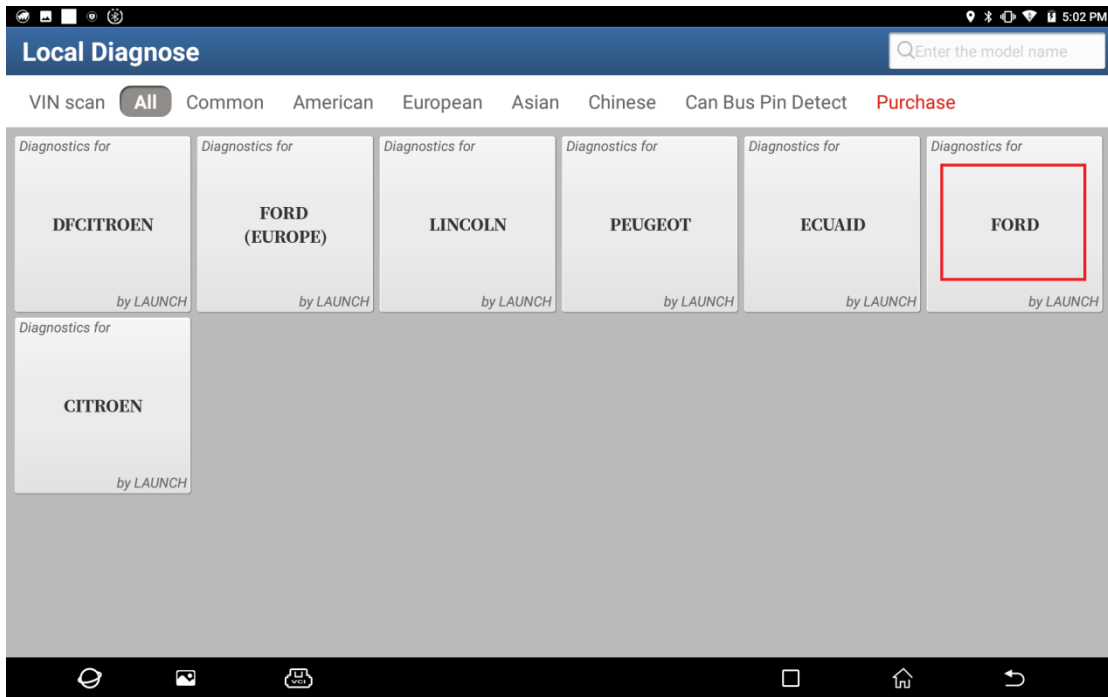 5:02 PM
Local Diagnose
Enter the model name
VIN scan All Common American European Asian Chinese Can Bus Pin Detect Purchase
Diagnostics for
DFCITROEN
by LAUNCH
Diagnostics for
FORD
(EUROPE)
by LAUNCH
Diagnostics for
LINCOLN
by LAUNCH
Diagnostics for
PEUGEOT
by LAUNCH
Diagnostics for
ECUAID
by LAUNCH
Diagnostics for
FORD
by LAUNCH
Diagnostics for
CITROEN
by LAUNCH
VCI